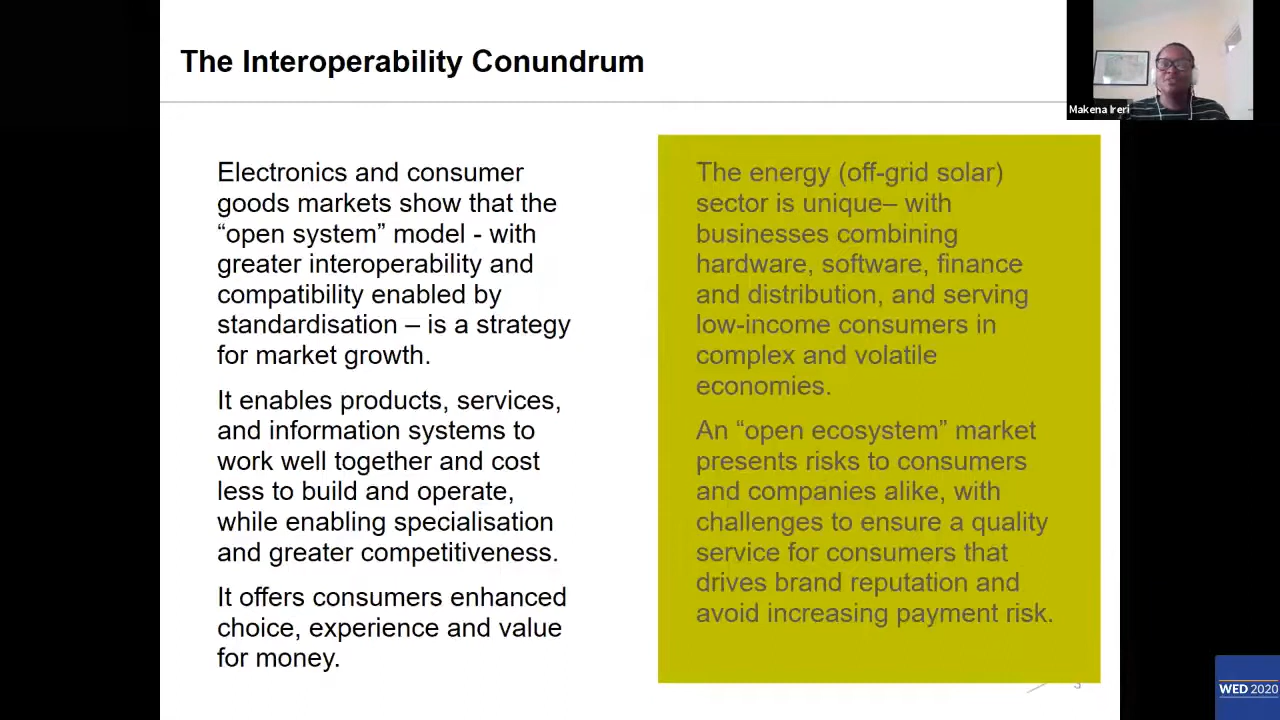 The Interoperability Conundrum
Makena Ireri
Electronics and consumer
goods markets show that the
“open system” model - with
greater interoperability and
compatibility enabled by
standardisation – is a strategy
for market growth.
It enables products, services,
and information systems to
work well together and cost
less to build and operate,
while enabling specialisation
and greater competitiveness.
It offers consumers enhanced
choice, experience and value
for money.
The energy (off-grid solar)
sector is unique– with
businesses combining
hardware, software, finance
and distribution, and serving
low-income consumers in
complex and volatile
economies.
An “open ecosystem” market
presents risks to consumers
and companies alike, with
challenges to ensure a quality
service for consumers that
drives brand reputation and
avoid increasing payment risk.
WED 2020